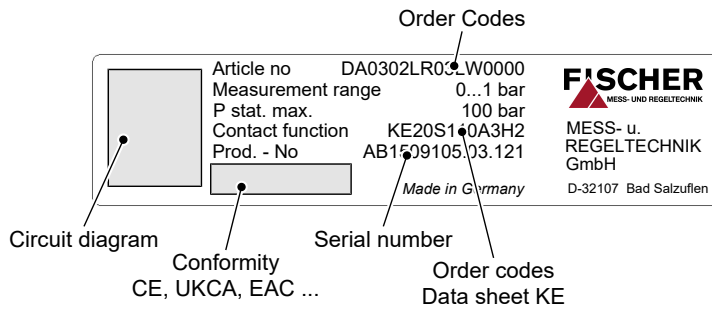 Order Codes
Article no DA0302LR03LW0000
Measurement range 0...1 bar
P stat. max. 100 bar
Contact function
Prod. - No AB1509105.03.121
Made in Germany
FISCHER
MESS- UND REGELTECHNIK
MESS- u.
REGELTECHNIK
GmbH
D-32107 Bad Salzuflen
Circuit diagram
Conformity
CE, UKCA, EAC ...
Serial number
Order codes
Data sheet KE